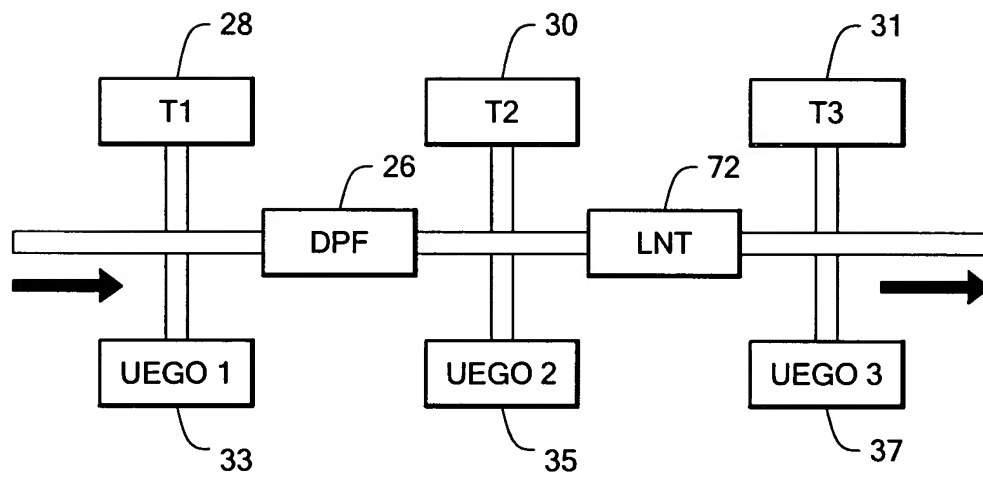 28 30 31
T1 T2 T3
26 72
DPF LNT
UEGO 1 UEGO 2 UEGO 3
33 35 37